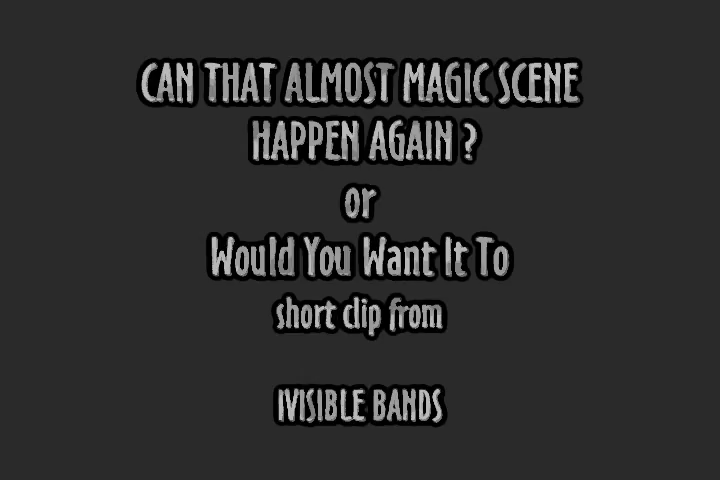 CAN THAT ALMOST MAGIC SCENE
HAPPEN AGAIN ?
or
Would You Want It To
short clip from
IVISIBLE BANDS